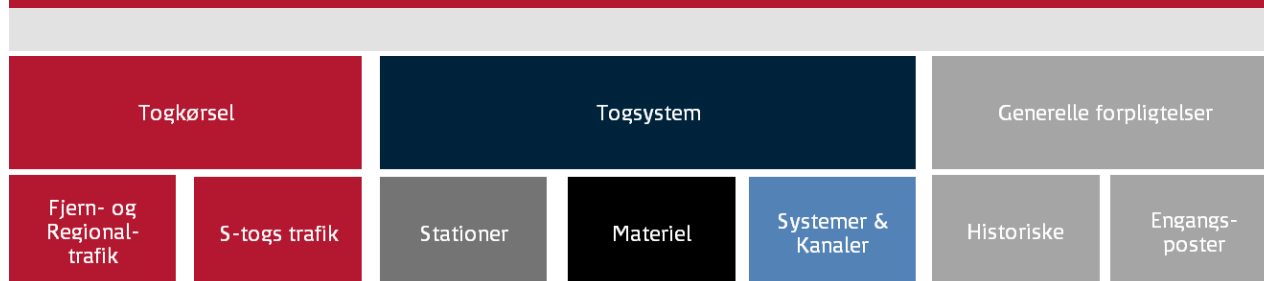 Togkørsel
Togsystem
Generelle forpligtelser
Fjern- og
Regional-
trafik
S-togs trafik
Stationer
Materiel
Systemer &
Kanaler
Historiske
Engangs-
poster